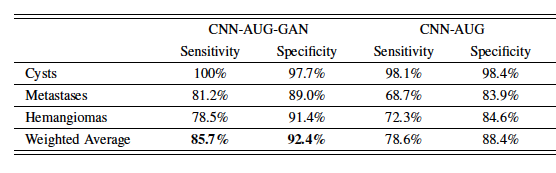 CNN-AUG-GAN CNN-AUG
Sensitivity Specificity Sensitivity Specificity
Cysts 100% 97.7% 98.1% 98.4%
Metastases 81.2% 89.0% 68.7% 83.9%
Hemangiomas 78.5% 91.4% 72.3% 84.6%
Weighted Average 85.7% 92.4% 78.6% 88.4%